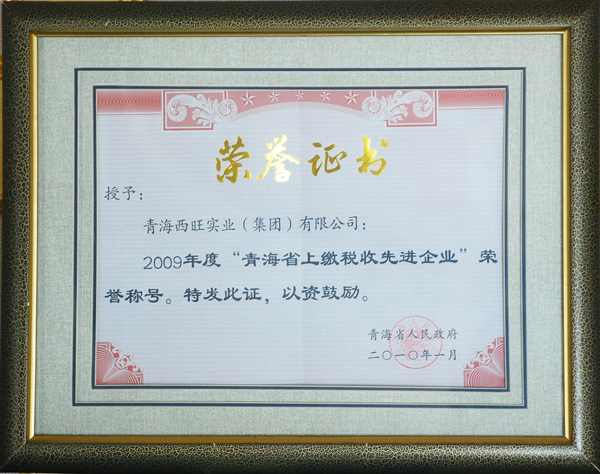 荣誉证书
授予：
青海西旺实业（集团）有限公司：
2009年度“青海省上缴税收先进企业”荣
誉称号。特发此证，以资鼓励。
青海省人民政府
二〇一〇年一月